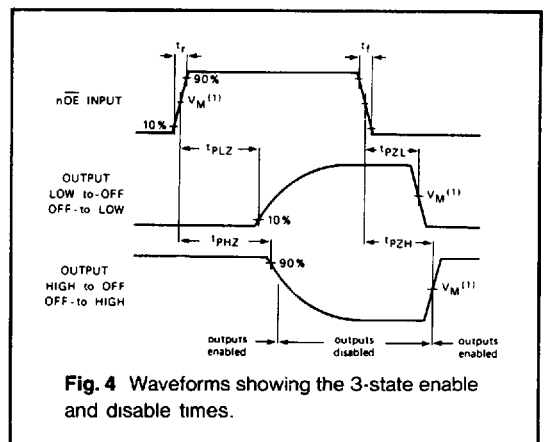 tr
tf
90%
nOE INPUT
VM(1)
10%
tPLZ
tPZL
OUTPUT
LOW to-OFF
OFF-to LOW
VM(1)
10%
tPHZ
tPZH
90%
OUTPUT
HIGH to OFF
OFF-to HIGH
VM(1)
outputs enabled
outputs disabled
outputs enabled
Fig. 4 Waveforms showing the 3-state enable
and disable times.